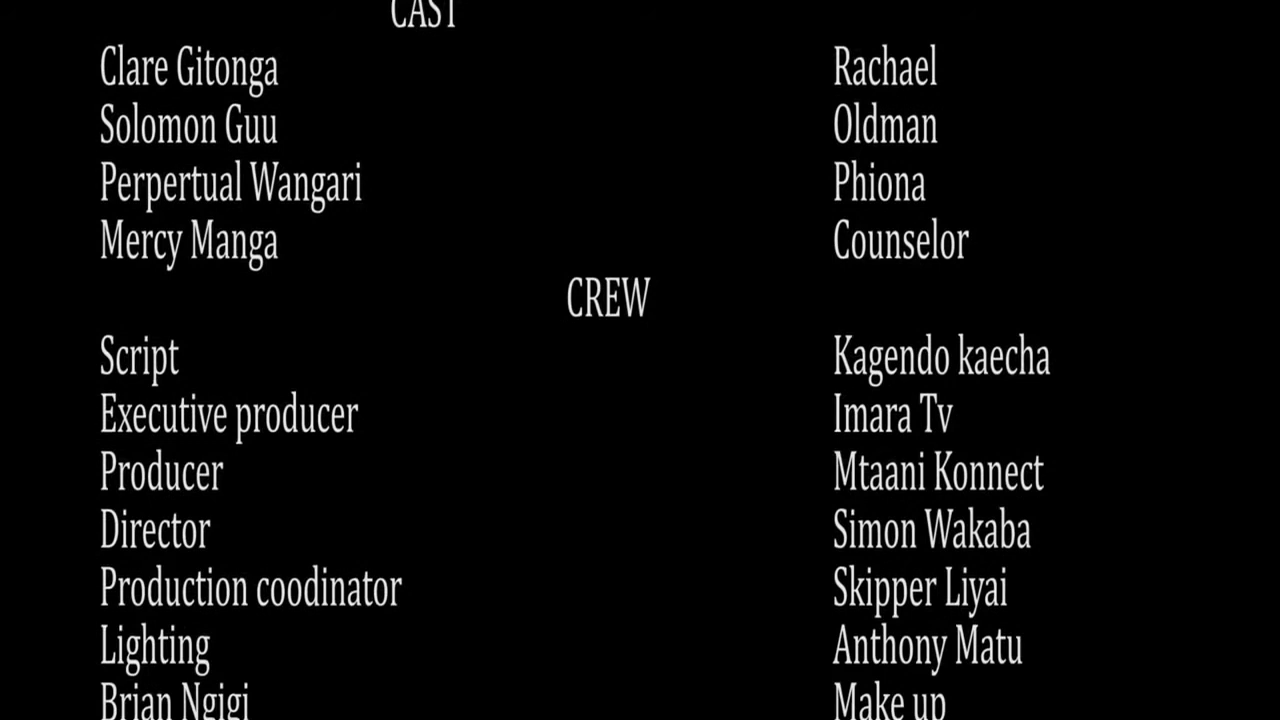 CAST
Clare Gitonga Rachael
Solomon Guu Oldman
Perpertual Wangari Phiona
Mercy Manga Counselor
CREW
Script Kagendo kaecha
Executive producer Imara Tv
Producer Mtaani Konnect
Director Simon Wakaba
Production coodinator Skipper Liyai
Lighting Anthony Matu
Brian Ngigi Make up